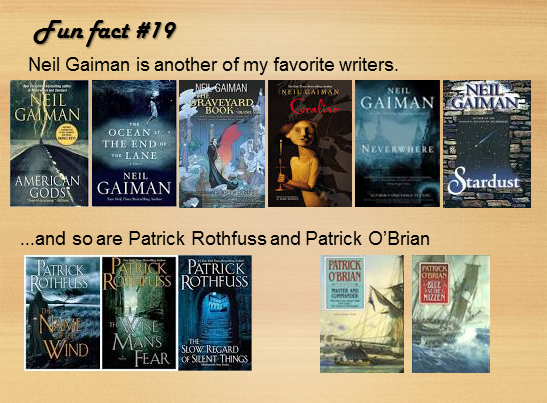 Fun fact #19
Neil Gaiman is another of my favorite writers.
NEIL
GAIMAN
AMERICAN
GODS
THE
OCEAN AT
THE END OF
THE LANE
NEIL
GAIMAN
NEIL GAIMAN
THE
GRAVEYARD
BOOK
NEIL GAIMAN
Coraline
NEIL
GAIMAN
NEVERWHERE
NEIL
GAIMAN
Stardust
...and so are Patrick Rothfuss and Patrick O’Brian
PATRICK
ROTHFUSS
THE
NAME
OF THE
WIND
PATRICK
ROTHFUSS
THE
WISE
MAN'S
FEAR
PATRICK
ROTHFUSS
THE
SLOW REGARD
OF SILENT THINGS
PATRICK
O'BRIAN
MASTER AND
COMMANDER
PATRICK
O'BRIAN
BLUE
AT THE
MIZZEN